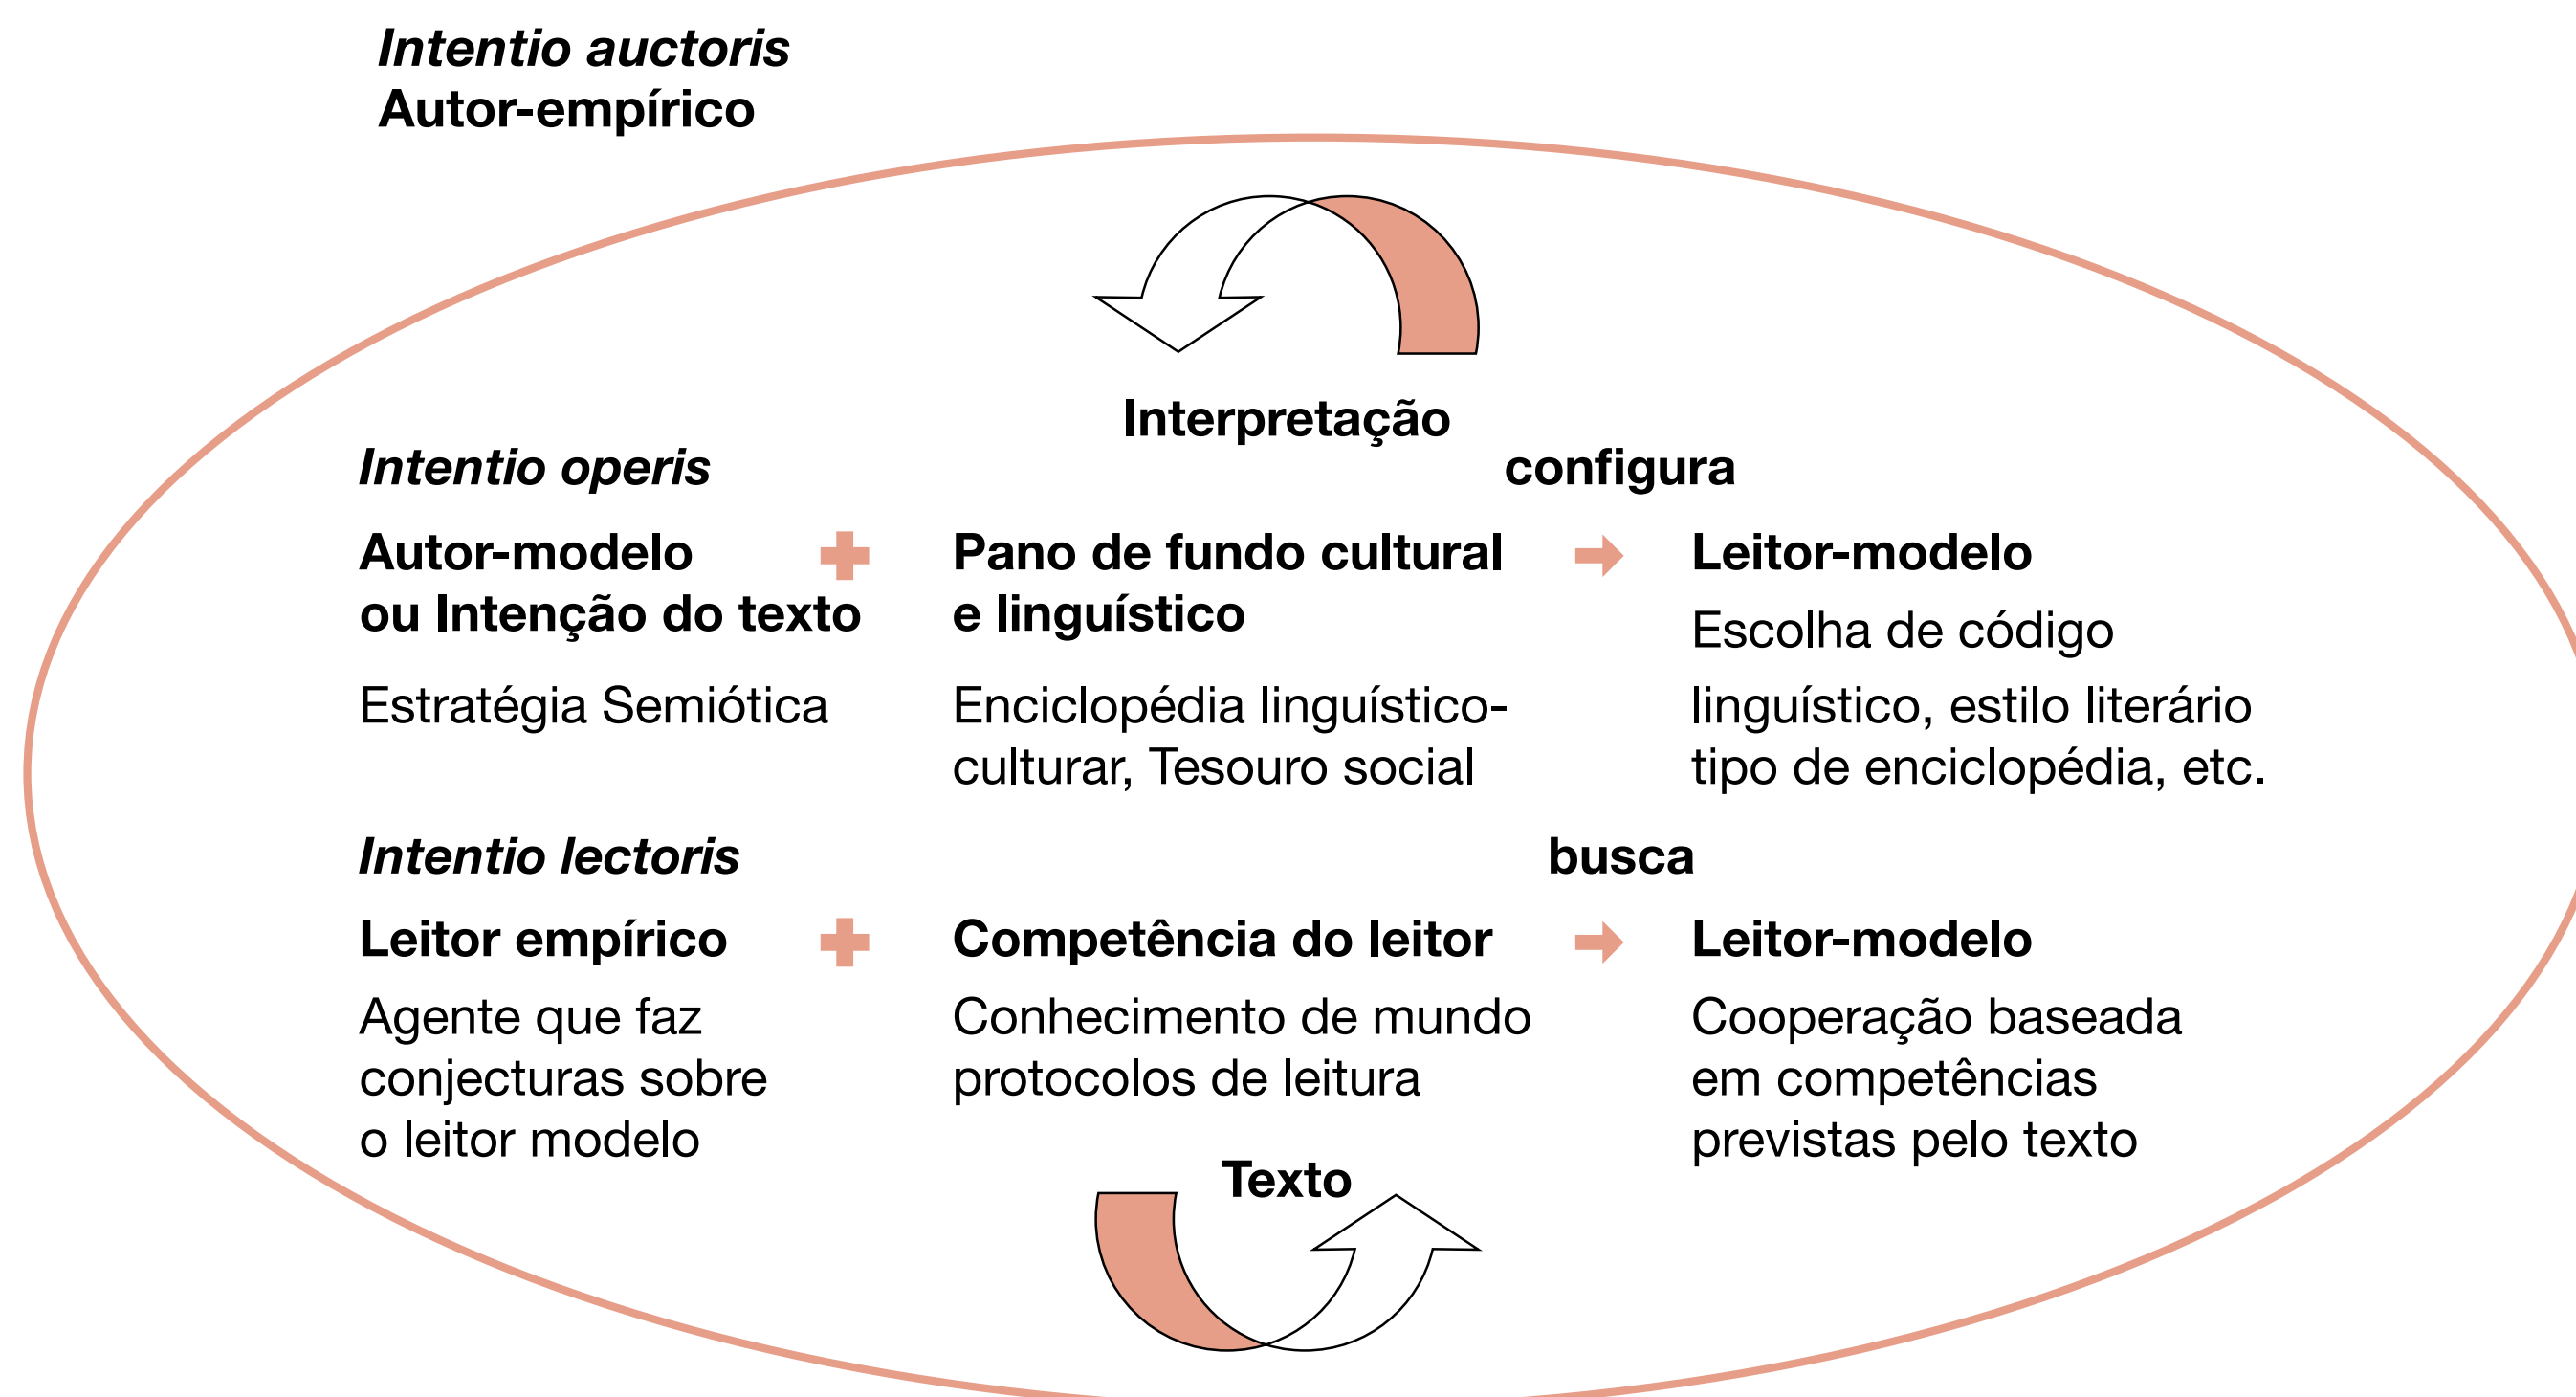 Intentio auctoris
Autor-empírico
Interpretação
Intentio operis
configura
Autor-modelo
ou Intenção do texto
Pano de fundo cultural
e linguístico
Leitor-modelo
Estratégia Semiótica
Enciclopédia linguístico-
culturar, Tesouro social
Escolha de código
linguístico, estilo literário
tipo de enciclopédia, etc.
Intentio lectoris
busca
Leitor empírico
Competência do leitor
Leitor-modelo
Agente que faz
conjecturas sobre
o leitor modelo
Conhecimento de mundo
protocolos de leitura
Cooperação baseada
em competências
previstas pelo texto
Texto